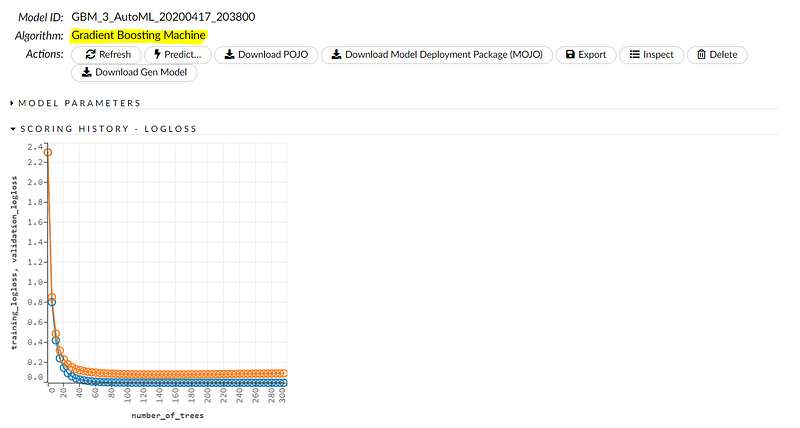 Model ID: GBM_3_AutoML_20200417_203800
Algorithm: Gradient Boosting Machine
Actions: Refresh Predict... Download POJO Download Model Deployment Package (MOJO) Export Inspect Delete
Download Gen Model
MODEL PARAMETERS
SCORING HISTORY - LOGLOSS
training_logloss, validation_logloss
2.4
2.2
2.0
1.8
1.6
1.4
1.2
1.0
0.8
0.6
0.4
0.2
0.0
0 20 40 60 80 100 120 140 160 180 200 220 240 260 280 300
number_of_trees